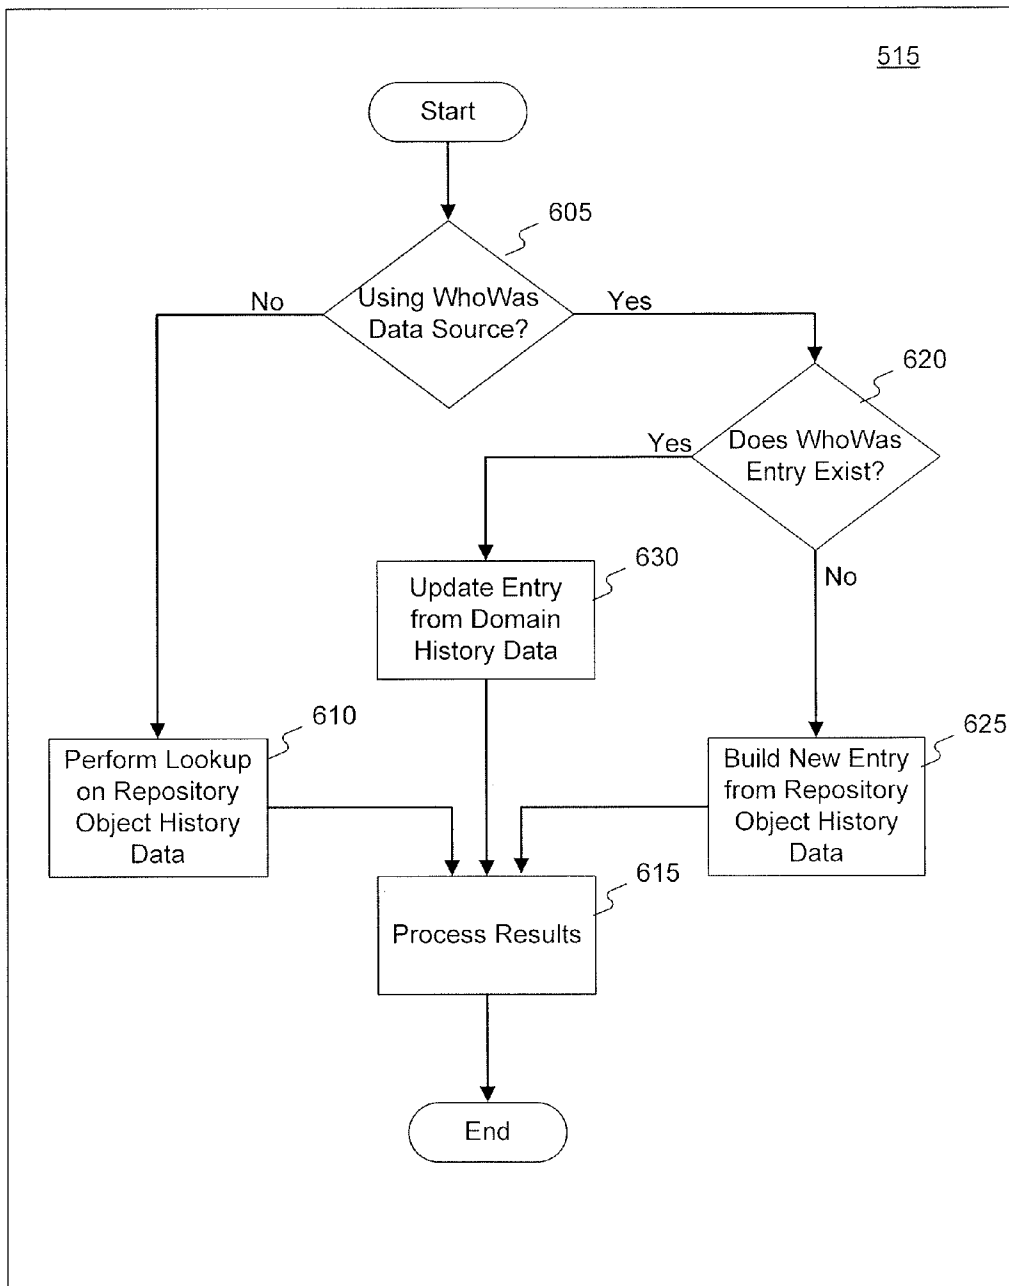 515
Start
605
Using WhoWas
Data Source?
No
Yes
620
Does WhoWas
Entry Exist?
Yes
No
630
Update Entry
from Domain
History Data
610
Perform Lookup
on Repository
Object History
Data
625
Build New Entry
from Repository
Object History
Data
615
Process Results
End